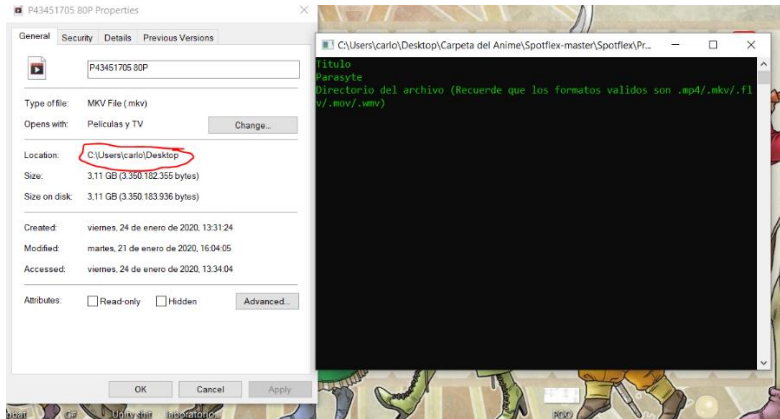 P43451705 80P Properties
General Security Details Previous Versions
P43451705 80P
Type of file: MKV File (.mkv)
Opens with: Películas y TV Change...
Location: C:\Users\carlo\Desktop
Size: 3,11 GB (3.350.182.355 bytes)
Size on disk: 3,11 GB (3.350.183.936 bytes)
Created: viernes, 24 de enero de 2020, 13:31:24
Modified: martes, 21 de enero de 2020, 16:04:05
Accessed: viernes, 24 de enero de 2020, 13:34:04
Attributes: Read-only Hidden Advanced...
OK Cancel Apply
C:\Users\carlo\Desktop\Carpeta del Anime\Spotflex-master\Spotflex\Pr...
Titulo
Parasyte
Directorio del archivo (Recuerde que los formatos validos son .mp4/.mkv/.fl
v/.mov/.wmv)
laboratorio